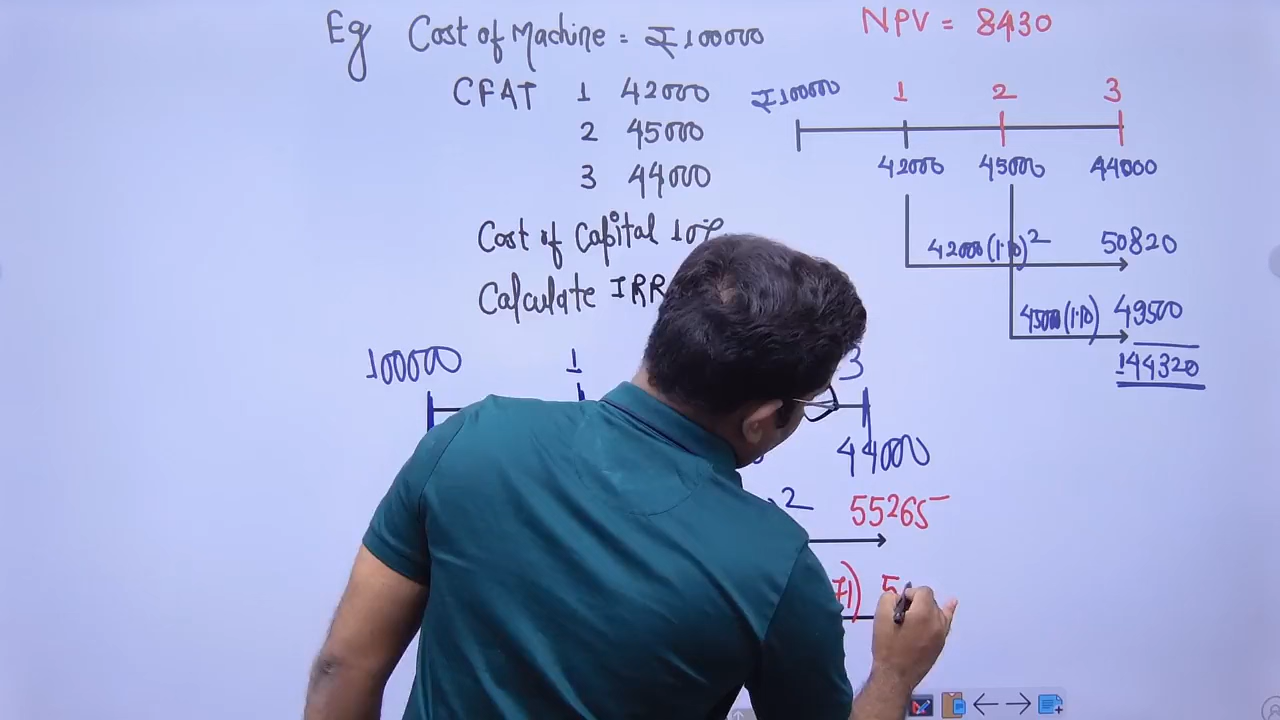 Eg Cost of Machine = ₹100000
CFAT 1 42000
2 45000
3 44000
Cost of Capital 10%
Calculate IRR
NPV = 8430
₹100000 1 2 3
42000 45000 44000
42000(1.10)² 50820
45000(1.10) 49500
144320
100000 1 3
44000
2 55265
71) 5